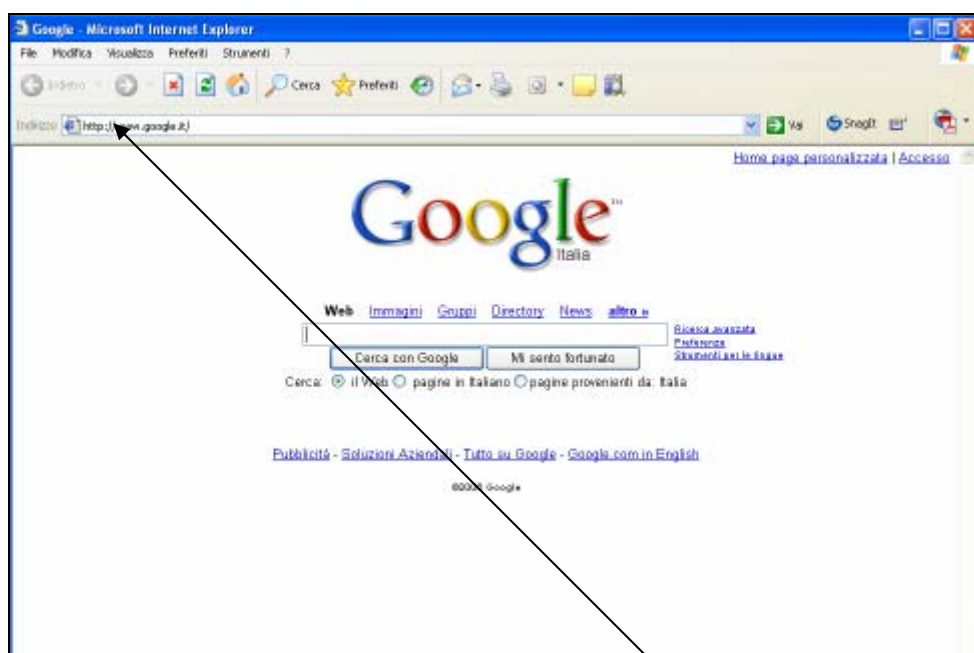 Google - Microsoft Internet Explorer
File Modifica Visualizza Preferiti Strumenti ?
Indietro Cerca Preferiti
Indirizzo http://www.google.it/ Vai SnagIt
Home page personalizzata | Accesso
Google™
Italia
Web Immagini Gruppi Directory News altro »
Ricerca avanzata
Preferenze
Strumenti per le lingue
Cerca con Google Mi sento fortunato
Cerca: il Web pagine in Italiano pagine provenienti da: Italia
Pubblicità - Soluzioni Aziendali - Tutto su Google - Google.com in English
Google